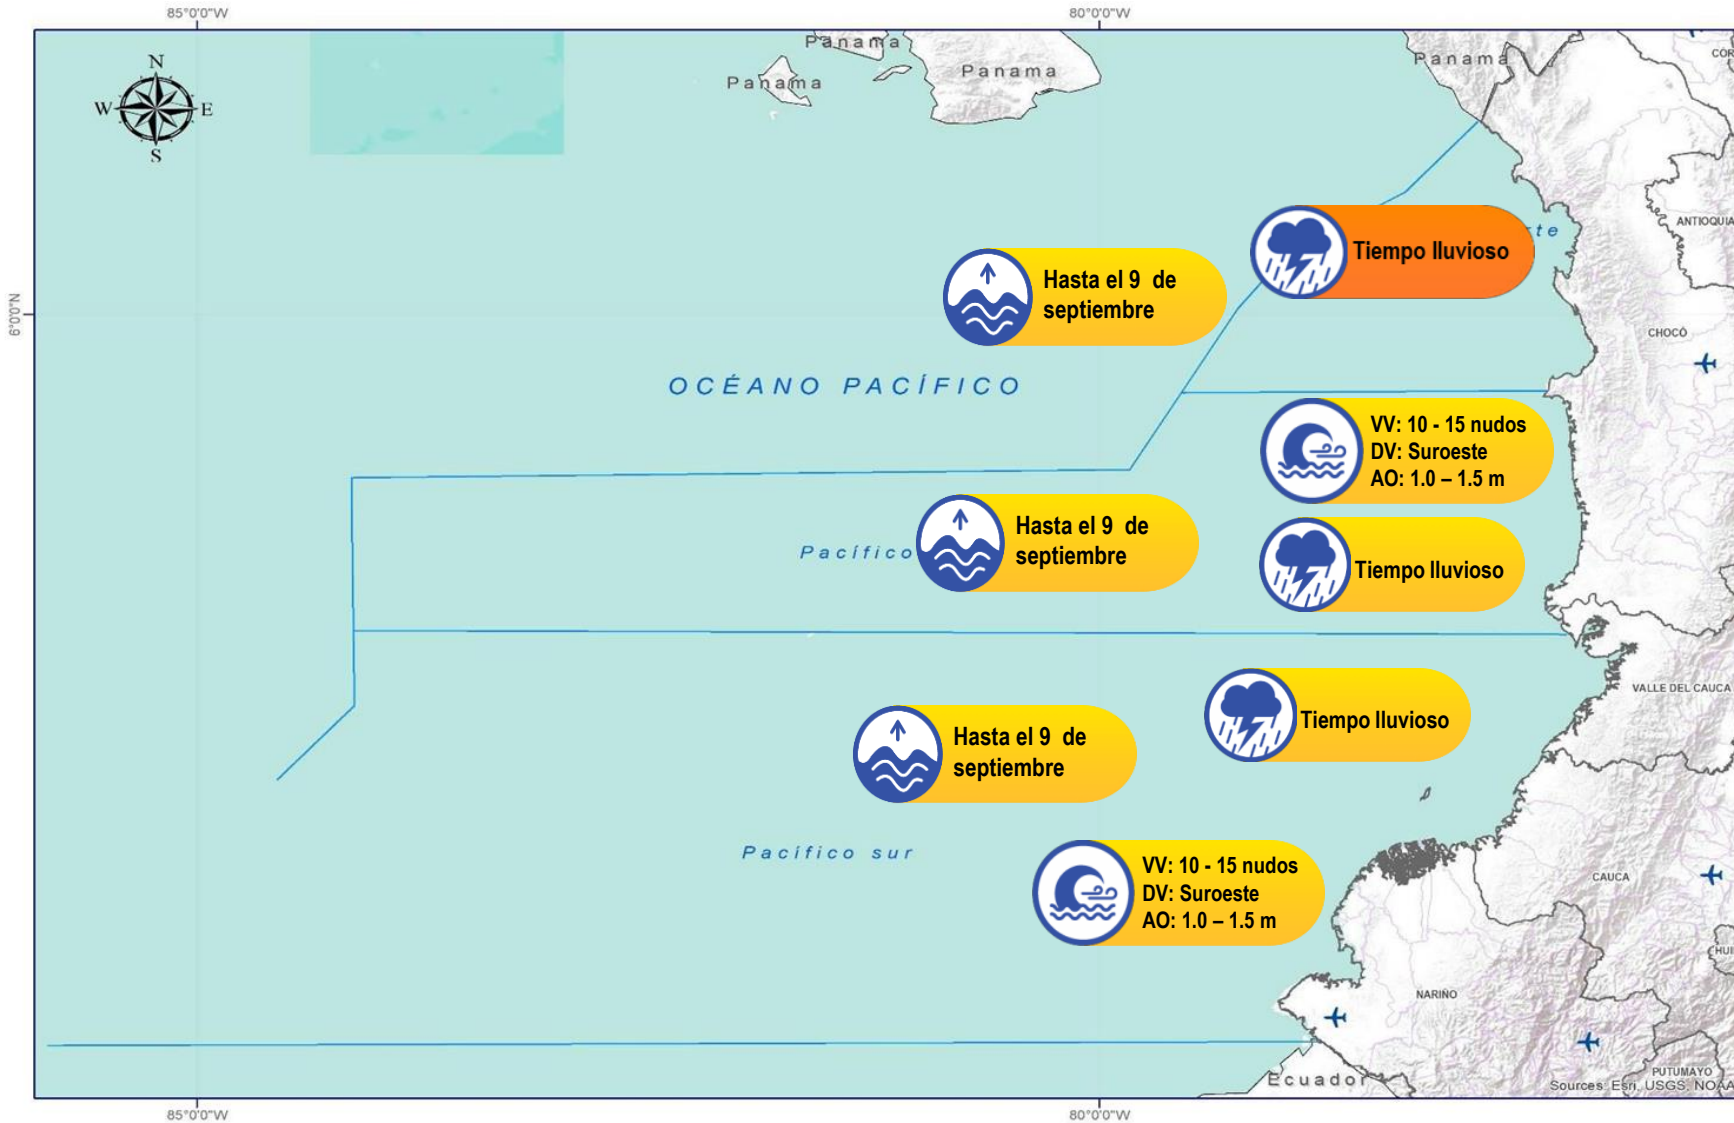 85°0'0"W
80°0'0"W
N
W
E
S
Panama
Panama
Panama
Panama
ANTIOQUIA
6°0'0"N
Tiempo lluvioso
Hasta el 9 de
septiembre
CHOCÓ
OCÉANO PACÍFICO
VV: 10 - 15 nudos
DV: Suroeste
AO: 1.0 – 1.5 m
Hasta el 9 de
septiembre
Pacífico
Tiempo lluvioso
VALLE DEL CAUCA
Tiempo lluvioso
Hasta el 9 de
septiembre
Pacífico sur
VV: 10 - 15 nudos
DV: Suroeste
AO: 1.0 – 1.5 m
CAUCA
NARIÑO
PUTUMAYO
Ecuador
Sources: Esri, USGS, NOAA
85°0'0"W
80°0'0"W